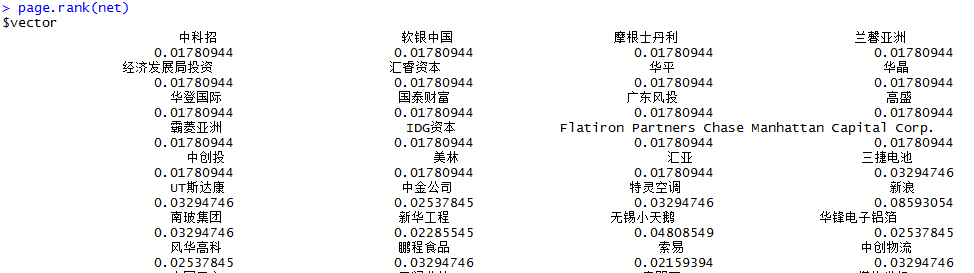 > page.rank(net)
$vector
中科招 软银中国 摩根士丹利 兰馨亚洲
0.01780944 0.01780944 0.01780944 0.01780944
经济发展局投资 汇睿资本 华平 华晶
0.01780944 0.01780944 0.01780944 0.01780944
华登国际 国泰财富 广东风投 高盛
0.01780944 0.01780944 0.01780944 0.01780944
霸菱亚洲 IDG资本 Flatiron Partners Chase Manhattan Capital Corp.
0.01780944 0.01780944 0.01780944 0.01780944
中创投 美林 汇亚 三捷电池
0.01780944 0.01780944 0.01780944 0.03294746
UT斯达康 中金公司 特灵空调 新浪
0.03294746 0.02537845 0.03294746 0.08593054
南玻集团 新华工程 无锡小天鹅 华锋电子铝箔
0.03294746 0.02285545 0.04808549 0.02537845
风华高科 鹏程食品 索易 中创物流
0.02537845 0.03294746 0.02159394 0.03294746